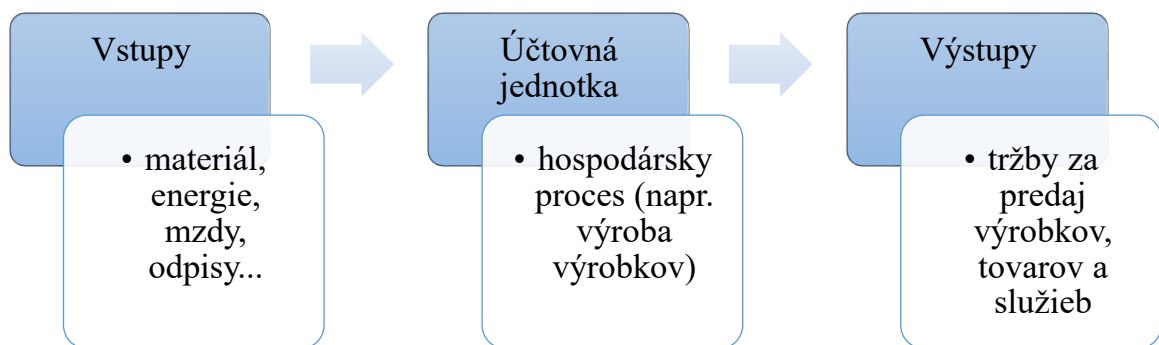 Vstupy
• materiál,
energie,
mzdy,
odpisy...
Účtovná
jednotka
• hospodársky
proces (napr.
výroba
výrobkov)
Výstupy
• tržby za
predaj
výrobkov,
tovarov a
služieb